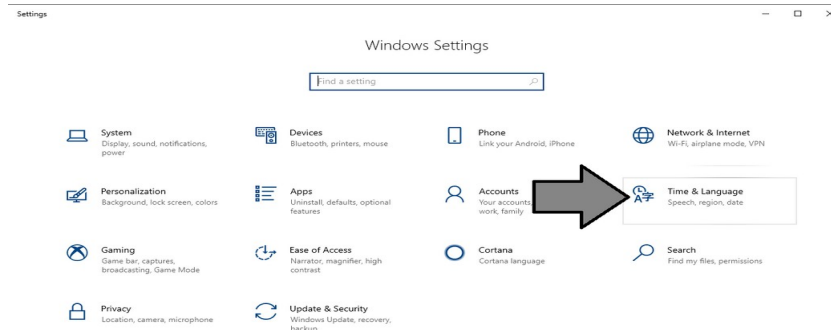 Settings
Windows Settings
Find a setting
System
Display, sound, notifications,
power
Devices
Bluetooth, printers, mouse
Phone
Link your Android, iPhone
Network & Internet
Wi-Fi, airplane mode, VPN
Personalization
Background, lock screen, colors
Apps
Uninstall, defaults, optional
features
Accounts
Your accounts,
work, family
Time & Language
Speech, region, date
Gaming
Game bar, captures,
broadcasting, Game Mode
Ease of Access
Narrator, magnifier, high
contrast
Cortana
Cortana language
Search
Find my files, permissions
Privacy
Location, camera, microphone
Update & Security
Windows Update, recovery,
backup